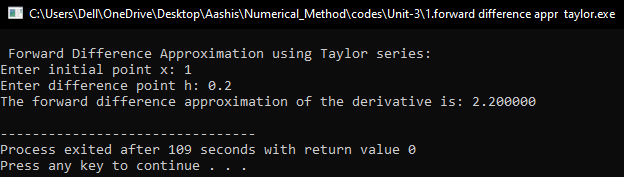 C:\Users\Dell\OneDrive\Desktop\Aashis\Numerical_Method\codes\Unit-3\1.forward difference appr taylor.exe
Forward Difference Approximation using Taylor series:
Enter initial point x: 1
Enter difference point h: 0.2
The forward difference approximation of the derivative is: 2.200000
--------------------------------
Process exited after 109 seconds with return value 0
Press any key to continue . . .